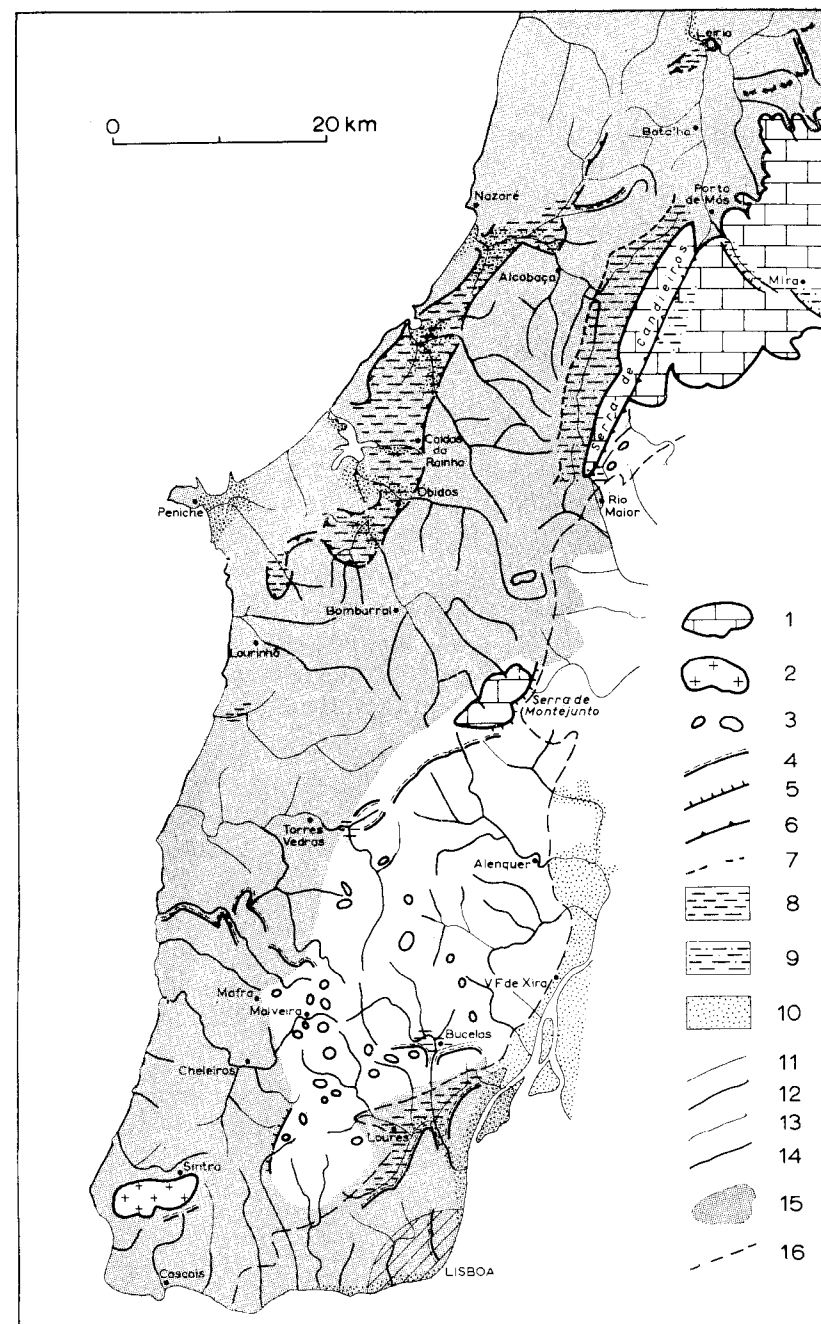 Leiria
0 20 km
Batalha
Nazaré
Porto de Mós
Alcobaça
Mira
Serra de Candieiros
Caldas da Rainha
Óbidos
Peniche
Rio Maior
Bombarral
Lourinhã
Serra de Montejunto
Torres Vedras
Alenquer
V F de Xira
Mafra
Malveira
Bucelas
Cheleiros
Loures
Sintra
Cascais
LISBOA
1
2
3
4
5
6
7
8
9
10
11
12
13
14
15
16